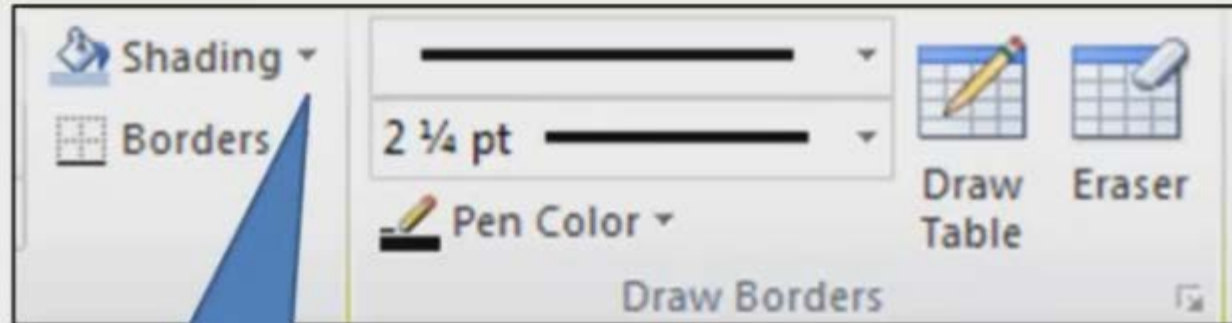 Shading
Borders
2 ¼ pt
Pen Color
Draw
Table
Eraser
Draw Borders